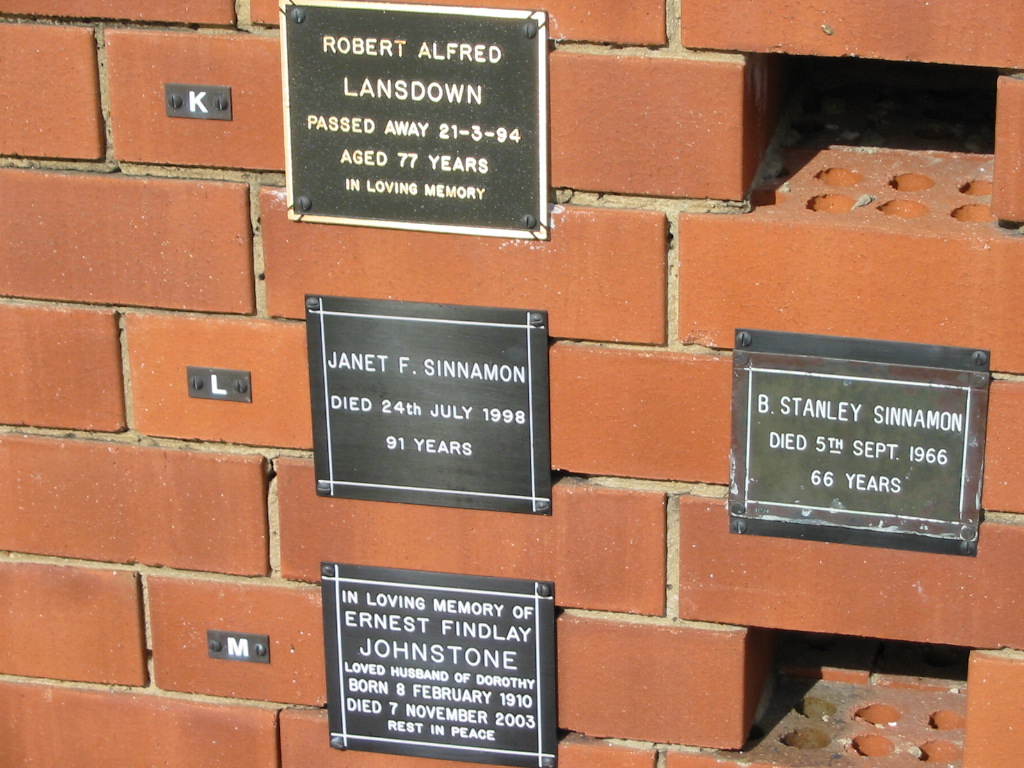 K
ROBERT ALFRED
LANSDOWN
PASSED AWAY 21-3-94
AGED 77 YEARS
IN LOVING MEMORY
L
JANET F. SINNAMON
DIED 24th JULY 1998
91 YEARS
B. STANLEY SINNAMON
DIED 5TH SEPT. 1966
66 YEARS
M
IN LOVING MEMORY OF
ERNEST FINDLAY
JOHNSTONE
LOVED HUSBAND OF DOROTHY
BORN 8 FEBRUARY 1910
DIED 7 NOVEMBER 2003
REST IN PEACE